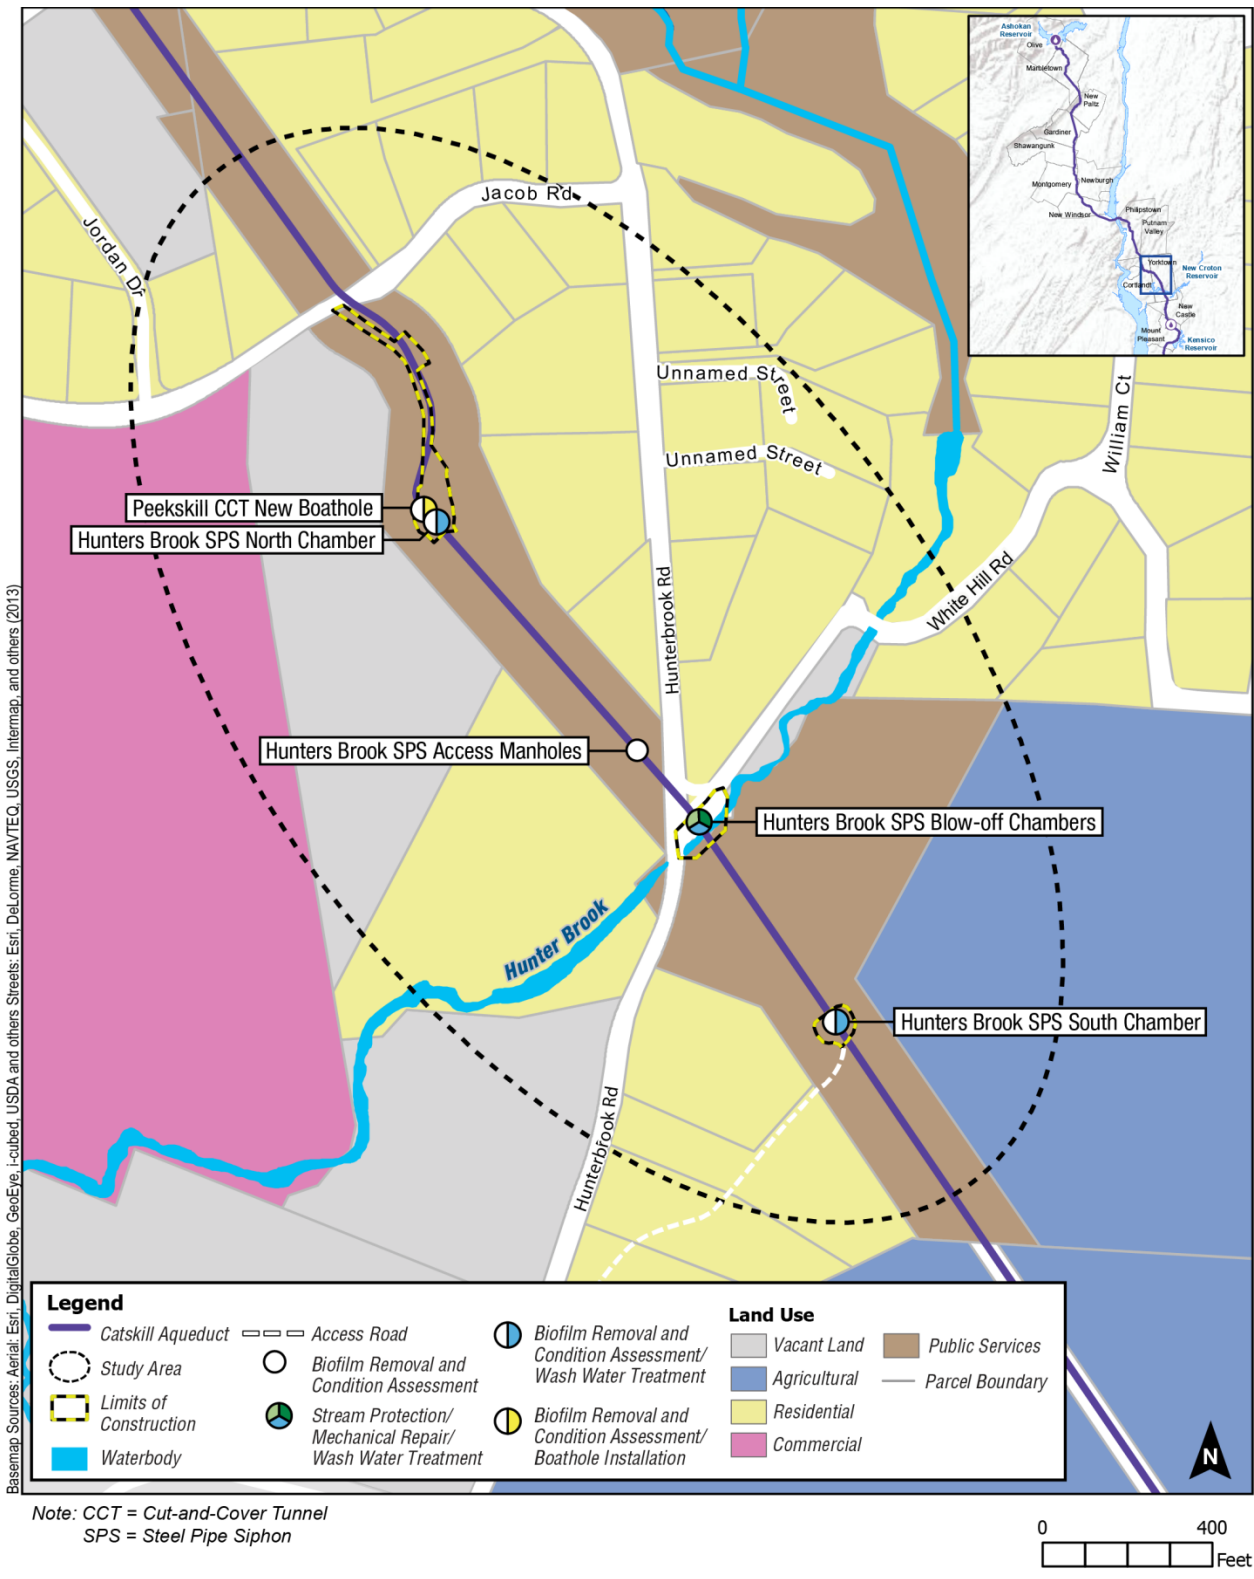 Ashokan
Reservoir
Olive
Marbletown
New
Paltz
Gardiner
Shawangunk
Montgomery
Newburgh
New Windsor
Philipstown
Putnam
Valley
Yorktown
New Croton
Reservoir
Cortlandt
New
Castle
Mount
Pleasant
Kensico
Reservoir
Jacob Rd
Jordan Dr
Unnamed Street
Unnamed Street
William Ct
White Hill Rd
Hunterbrook Rd
Peekskill CCT New Boathole
Hunters Brook SPS North Chamber
Hunters Brook SPS Access Manholes
Hunters Brook SPS Blow-off Chambers
Hunter Brook
Hunters Brook SPS South Chamber
Hunterbrook Rd
Basemap Sources: Aerial: Esri, DigitalGlobe, GeoEye, i-cubed, USDA and others Streets: Esri, DeLorme, NAVTEQ, USGS, Intermap, and others (2013)
Legend
Catskill Aqueduct
Study Area
Limits of
Construction
Waterbody
Access Road
Biofilm Removal and
Condition Assessment
Stream Protection/
Mechanical Repair/
Wash Water Treatment
Biofilm Removal and
Condition Assessment/
Wash Water Treatment
Biofilm Removal and
Condition Assessment/
Boathole Installation
Land Use
Vacant Land
Agricultural
Residential
Commercial
Public Services
Parcel Boundary
N
Note: CCT = Cut-and-Cover Tunnel
SPS = Steel Pipe Siphon
0 400
Feet